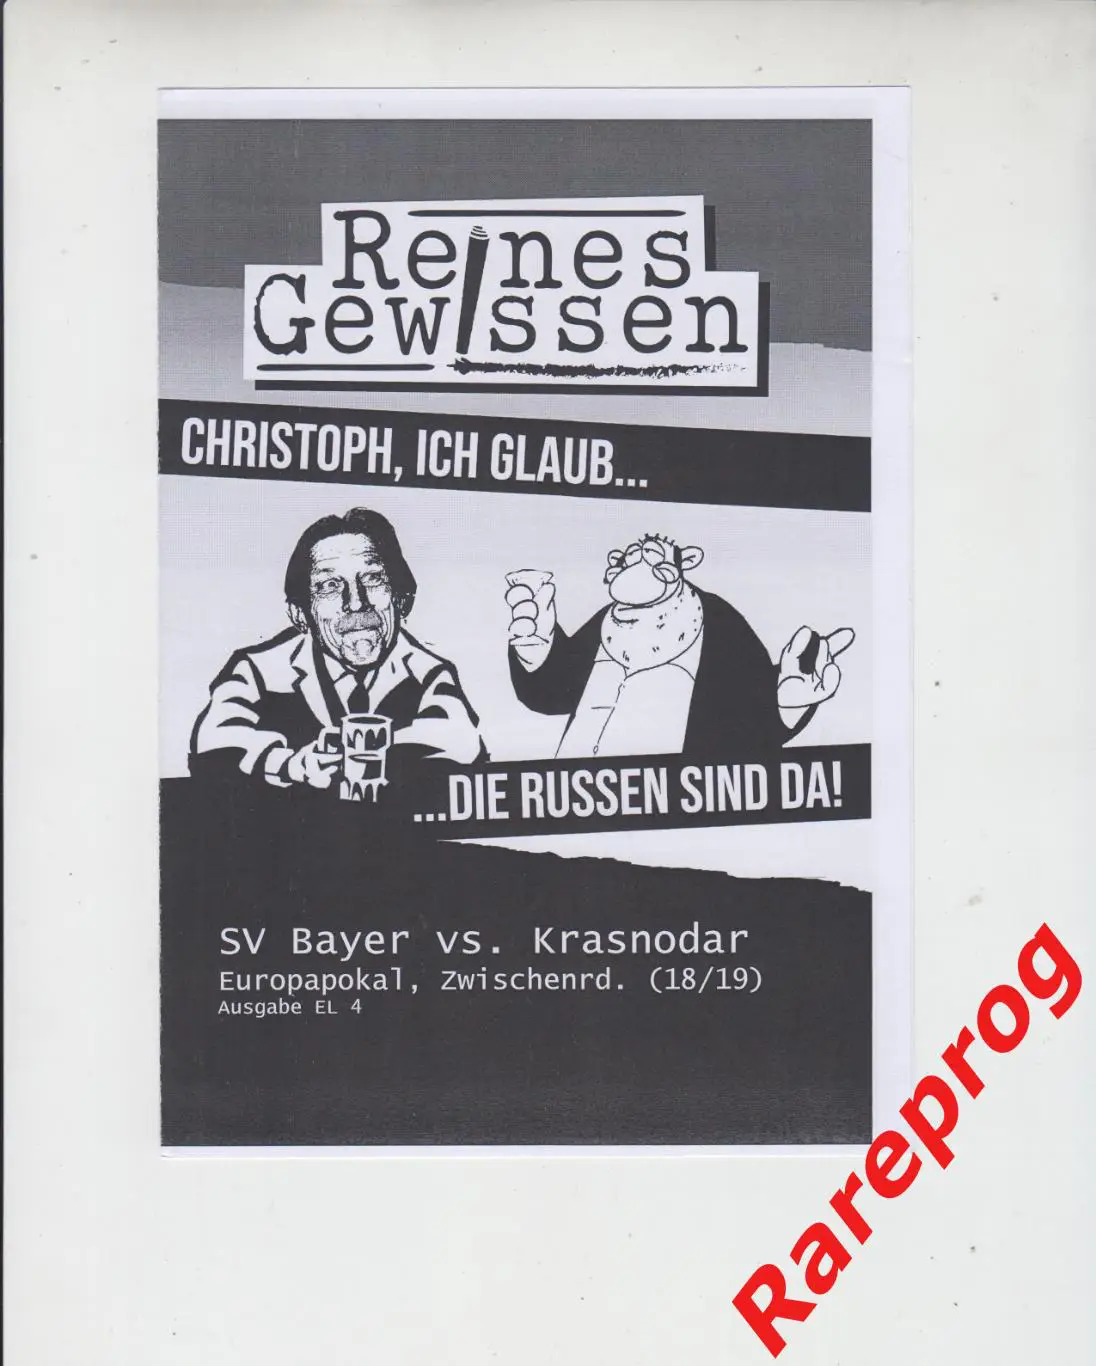 Reines
Gewissen
CHRISTOPH, ICH GLAUB...
...DIE RUSSEN SIND DA!
SV Bayer vs. Krasnodar
Europapokal, Zwischenrd. (18/19)
Ausgabe EL 4
Rareprog